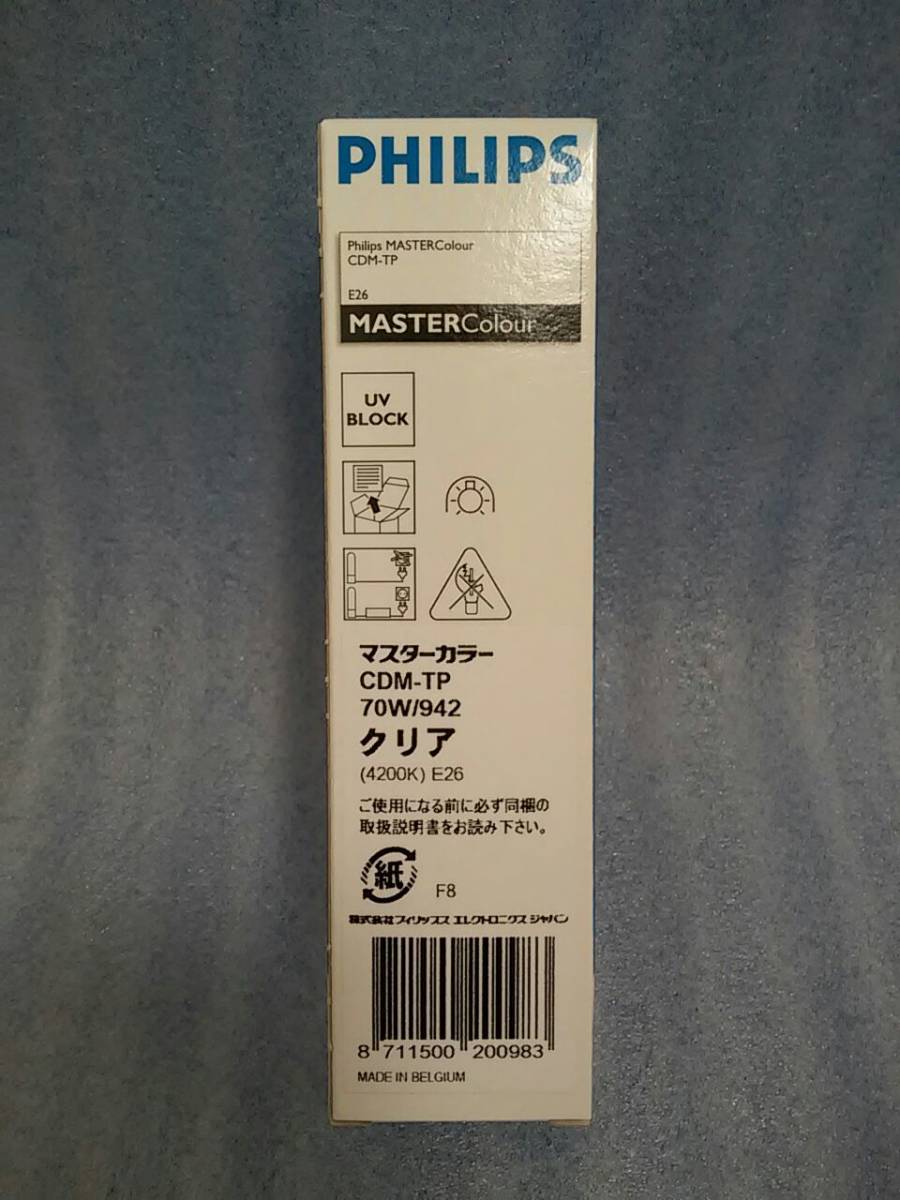 PHILIPS
Philips MASTERColour
CDM-TP
E26
MASTERColour
UV
BLOCK
マスターカラー
CDM-TP
70W/942
クリア
(4200K) E26
ご使用になる前に必ず同梱の
取扱説明書をお読み下さい。
紙
F8
株式会社フィリップス エレクトロニクス ジャパン
8 711500 200983
MADE IN BELGIUM